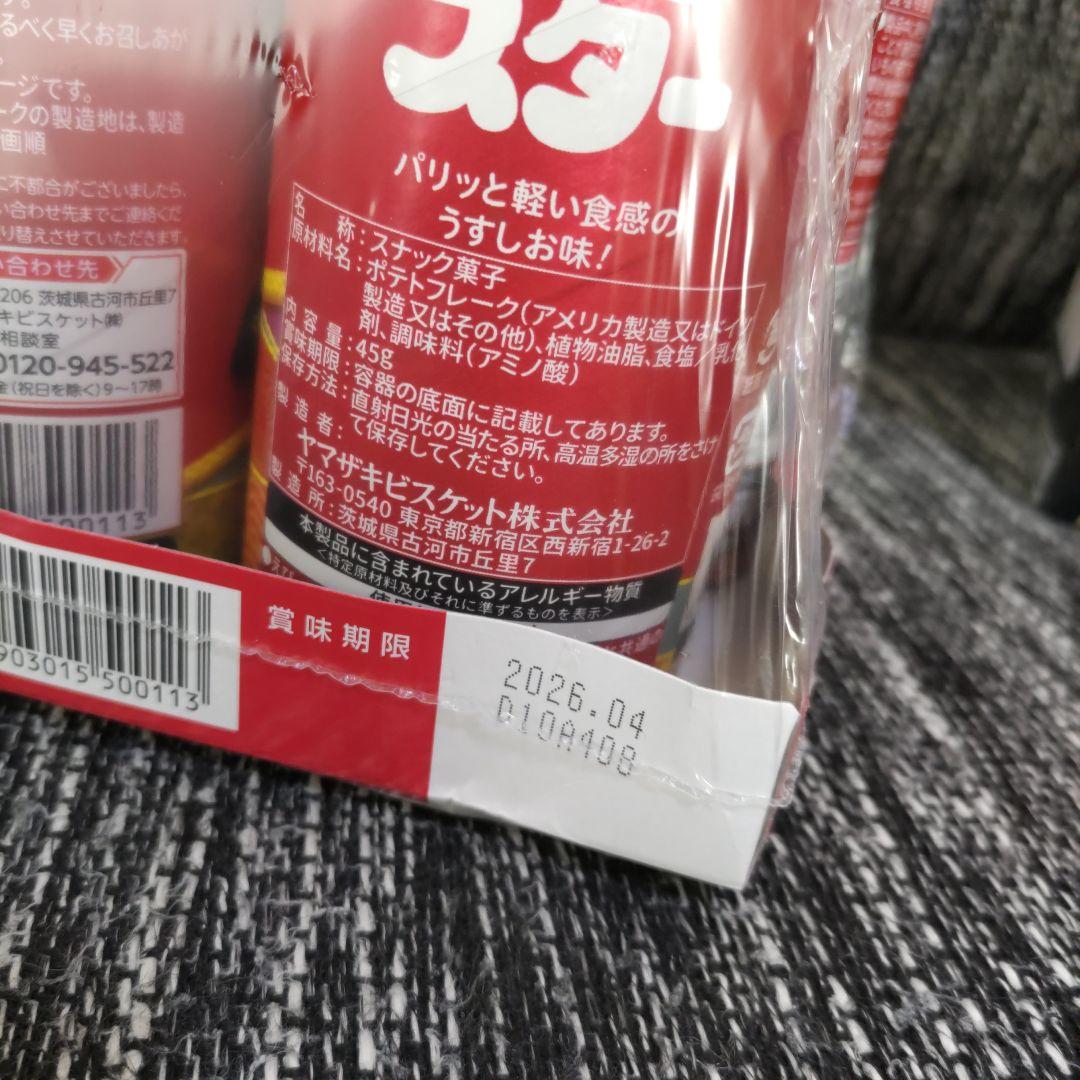 す。
るべく早くお召しあが
ージです。
ークの製造地は、製造
画順
に不都合がございましたら、
い合わせ先までご連絡くだ
り替えさせていただきます。
い合わせ先
206 茨城県古河市丘里7
キビスケット㈱
相談室
0120-945-522
金(祝日を除く)9〜17時
500113
スター
パリッと軽い食感の
うすしお味!
名称:スナック菓子
原材料名:ポテトフレーク(アメリカ製造又はドイツ
製造又はその他)、植物油脂、食塩/乳化
剤、調味料(アミノ酸)
内容量:45g
賞味期限:容器の底面に記載してあります。
保存方法:直射日光の当たる所、高温多湿の所をさけ
て保存してください。
製造者:ヤマザキビスケット株式会社
〒163-0540 東京都新宿区西新宿1-26-2
製造所:茨城県古河市丘里7
本製品に含まれているアレルギー物質
<特定原材料及びそれに準ずるものを表示>
903015 500113
賞味期限
2026.04
D10A408